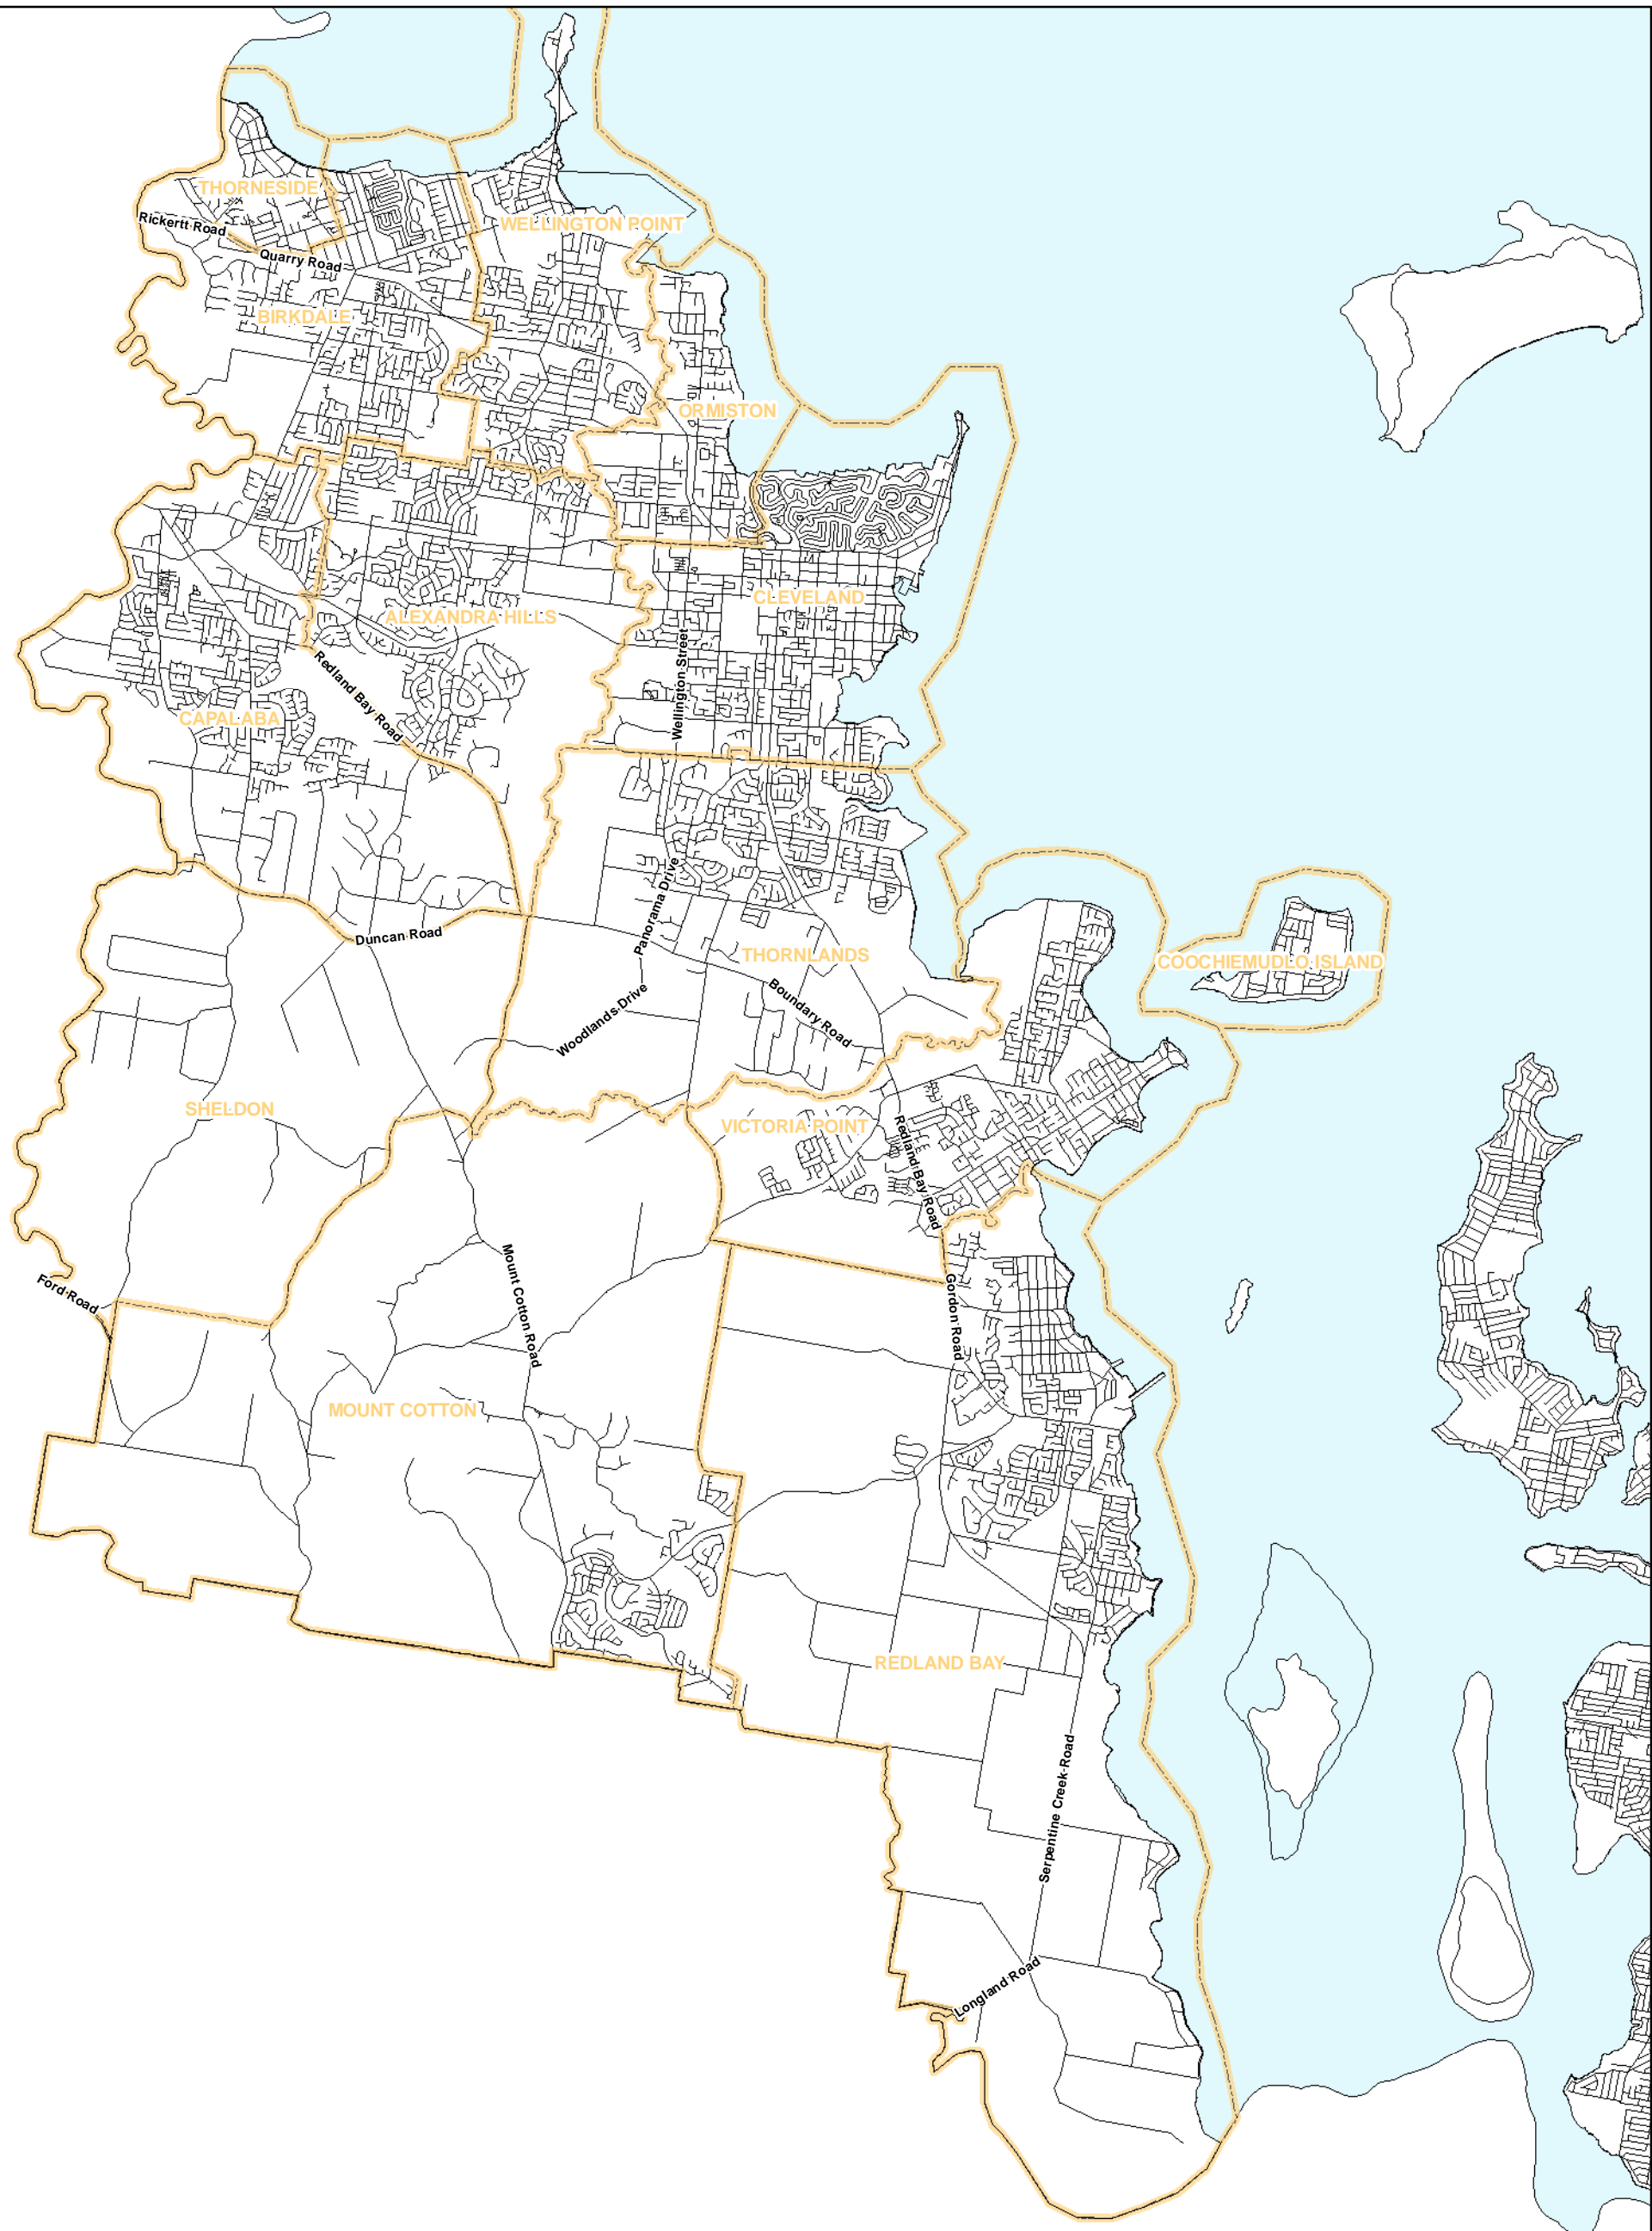 THORNESIDE
Rickertt Road
WELLINGTON POINT
Quarry Road
BIRKDALE
ORMISTON
CLEVELAND
ALEXANDRA HILLS
Wellington Street
Redland Bay Road
CAPALABA
Panorama Drive
Duncan Road
THORNLANDS
COOCHIEMUDLO ISLAND
Boundary Road
Woodlands Drive
SHELDON
VICTORIA POINT
Redland Bay Road
Ford Road
Mount Cotton Road
Gordon Road
MOUNT COTTON
REDLAND BAY
Serpentine Creek Road
Longland Road